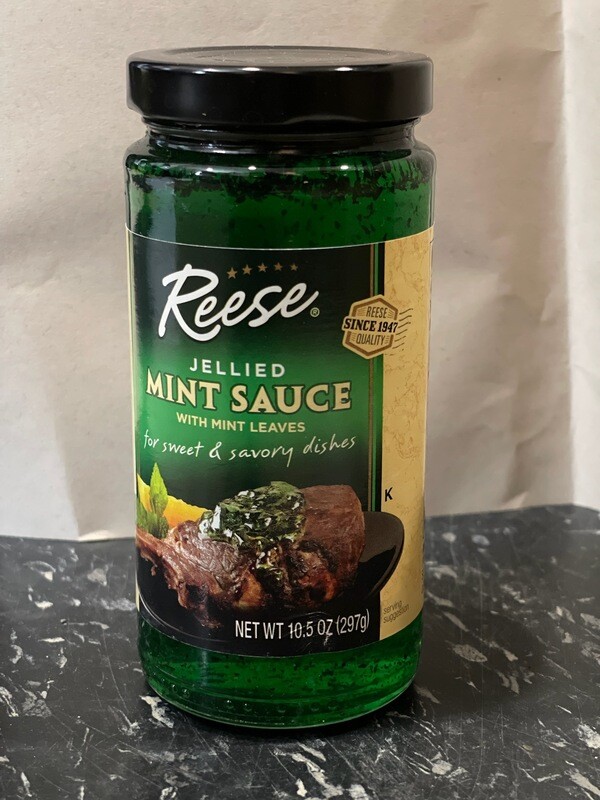 Reese®
REESE
SINCE 1947
QUALITY
JELLIED
MINT SAUCE
WITH MINT LEAVES
for sweet & savory dishes
K
NET WT 10.5 OZ (297g)
serving
suggestion